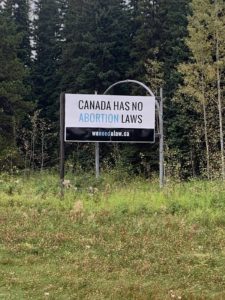 CANADA HAS NO
ABORTION LAWS
weneedalaw.ca